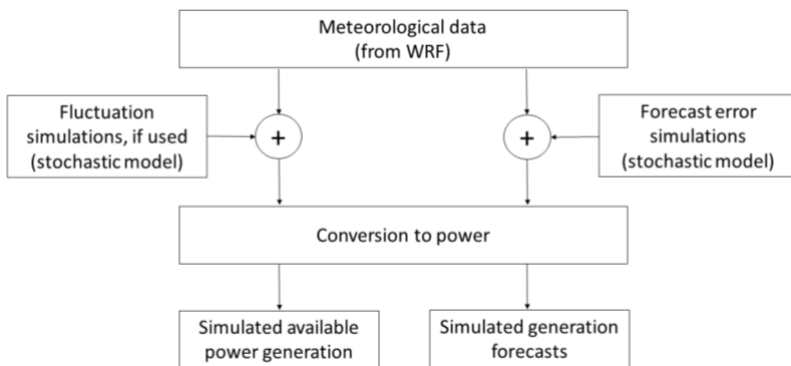 Meteorological data
(from WRF)
Fluctuation
simulations, if used
(stochastic model)
+
+
Forecast error
simulations
(stochastic model)
Conversion to power
Simulated available
power generation
Simulated generation
forecasts